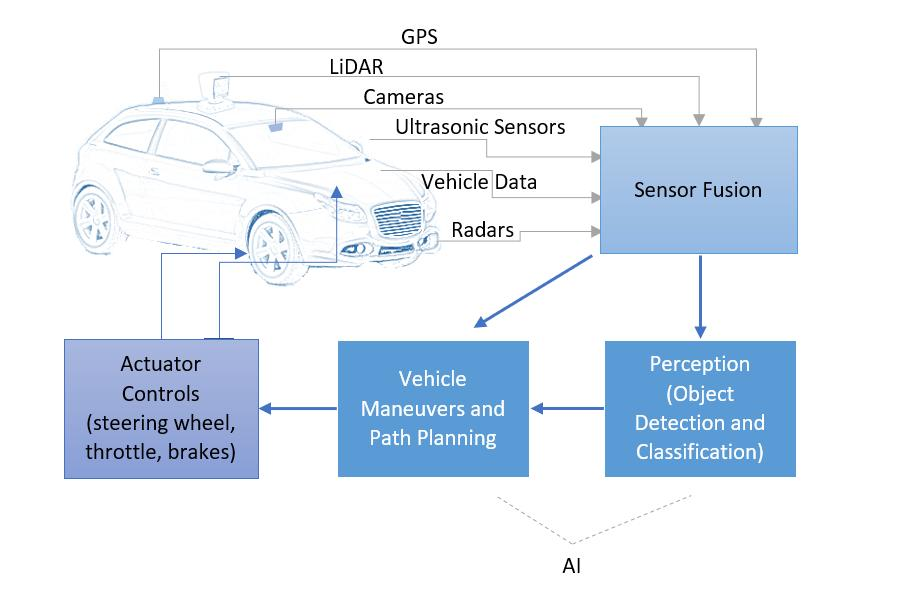 GPS
LiDAR
Cameras
Ultrasonic Sensors
Vehicle Data
Radars
Sensor Fusion
Actuator
Controls
(steering wheel,
throttle, brakes)
Vehicle
Maneuvers and
Path Planning
Perception
(Object
Detection and
Classification)
AI